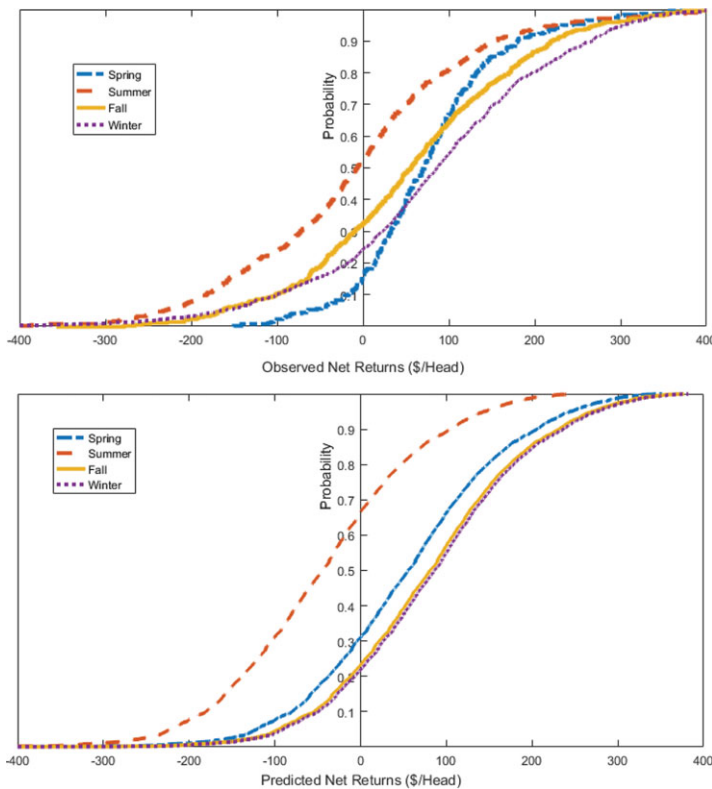 0.9
0.8
0.7
0.6
0.5
0.4
0.3
0.2
0.1
Probability
Spring
Summer
Fall
Winter
-400 -300 -200 -100 0 100 200 300 400
Observed Net Returns ($/Head)
0.9
0.8
0.7
0.6
0.5
0.4
0.3
0.2
0.1
Probability
Spring
Summer
Fall
Winter
-400 -300 -200 -100 0 100 200 300 400
Predicted Net Returns ($/Head)